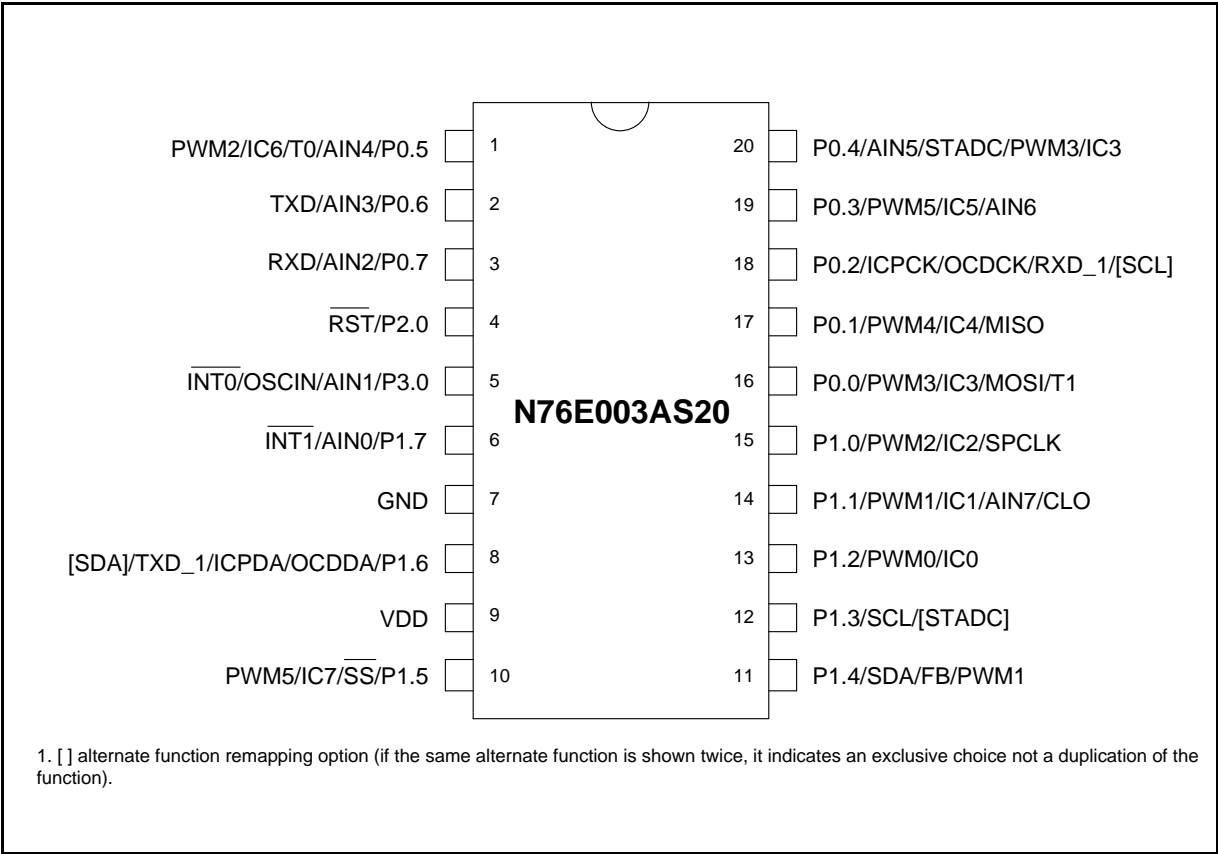 PWM2/IC6/T0/AIN4/P0.5 1 20 P0.4/AIN5/STADC/PWM3/IC3
TXD/AIN3/P0.6 2 19 P0.3/PWM5/IC5/AIN6
RXD/AIN2/P0.7 3 18 P0.2/ICPCK/OCDCK/RXD_1/[SCL]
RST/P2.0 4 17 P0.1/PWM4/IC4/MISO
INT0/OSCIN/AIN1/P3.0 5 16 P0.0/PWM3/IC3/MOSI/T1
N76E003AS20
INT1/AIN0/P1.7 6 15 P1.0/PWM2/IC2/SPCLK
GND 7 14 P1.1/PWM1/IC1/AIN7/CLO
[SDA]/TXD_1/ICPDA/OCDDA/P1.6 8 13 P1.2/PWM0/IC0
VDD 9 12 P1.3/SCL/[STADC]
PWM5/IC7/SS/P1.5 10 11 P1.4/SDA/FB/PWM1
1. [ ] alternate function remapping option (if the same alternate function is shown twice, it indicates an exclusive choice not a duplication of the
function).